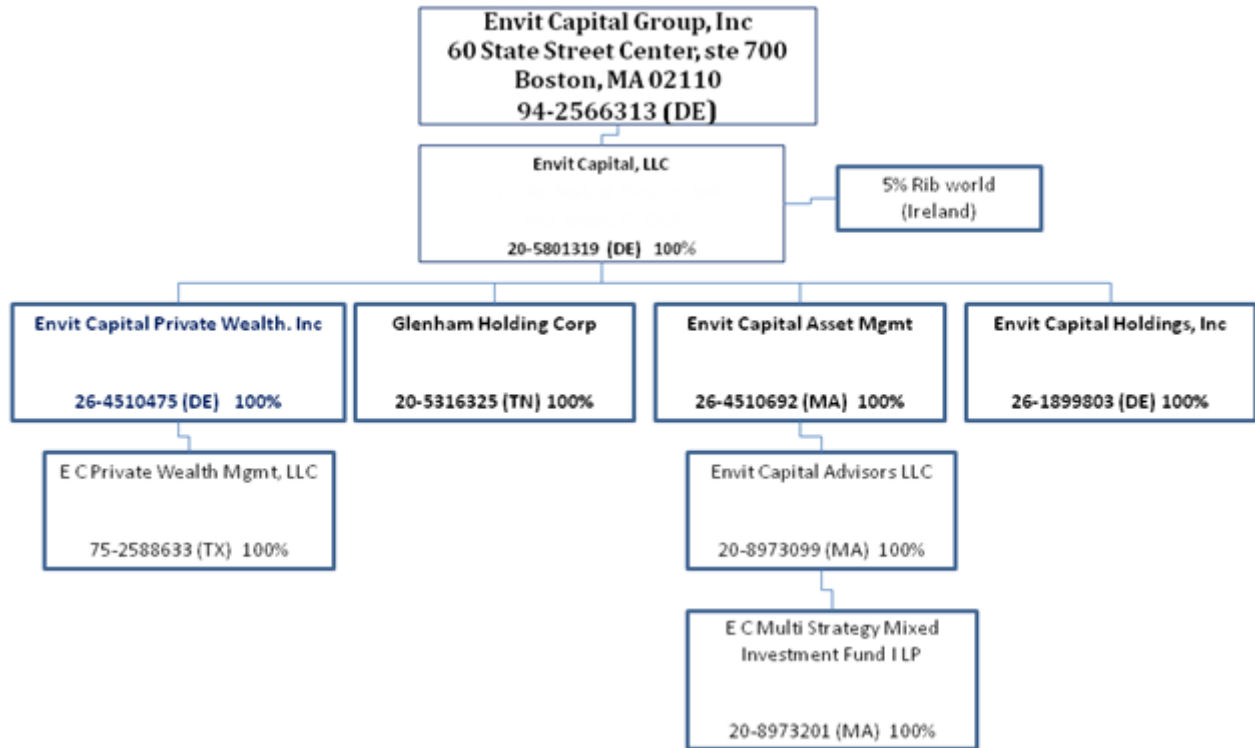 Envit Capital Group, Inc
60 State Street Center, ste 700
Boston, MA 02110
94-2566313 (DE)
Envit Capital, LLC
20-5801319 (DE) 100%
5% Rib world
(Ireland)
Envit Capital Private Wealth. Inc
26-4510475 (DE) 100%
Glenham Holding Corp
20-5316325 (TN) 100%
Envit Capital Asset Mgmt
26-4510692 (MA) 100%
Envit Capital Holdings, Inc
26-1899803 (DE) 100%
E C Private Wealth Mgmt, LLC
75-2588633 (TX) 100%
Envit Capital Advisors LLC
20-8973099 (MA) 100%
E C Multi Strategy Mixed
Investment Fund I LP
20-8973201 (MA) 100%